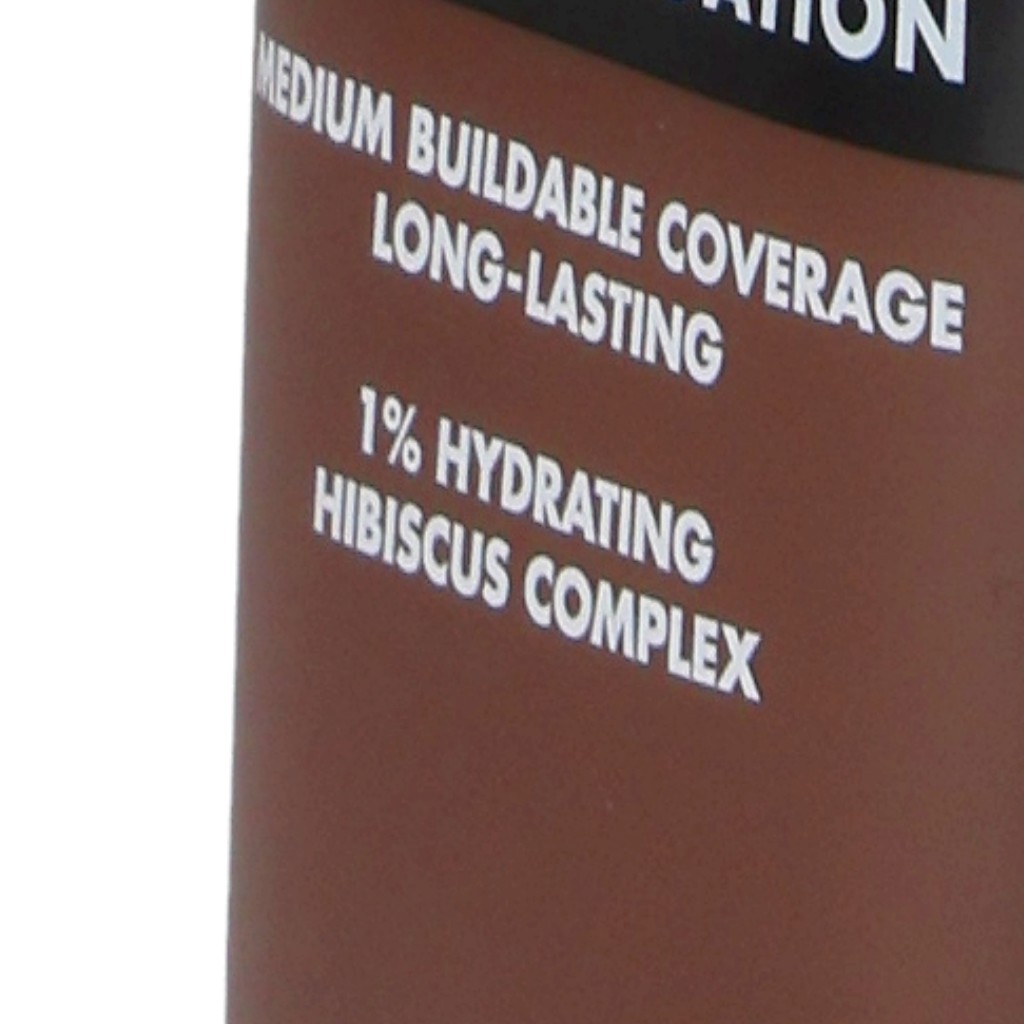 MEDIUM BUILDABLE COVERAGE
LONG-LASTING
1% HYDRATING
HIBISCUS COMPLEX